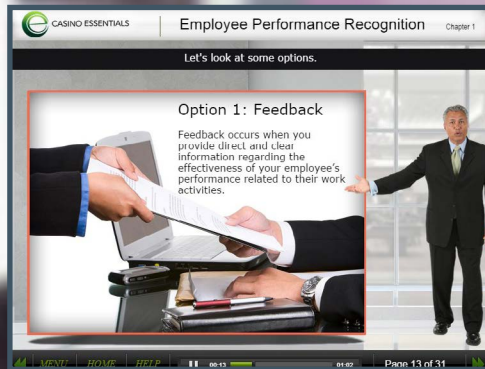 CASINO ESSENTIALS
Employee Performance Recognition
Chapter 1
Let's look at some options.
Option 1: Feedback
Feedback occurs when you
provide direct and clear
information regarding the
effectiveness of your employee's
performance related to their work
activities.
MENU HOME HELP 00:13 01:02 Page 13 of 31